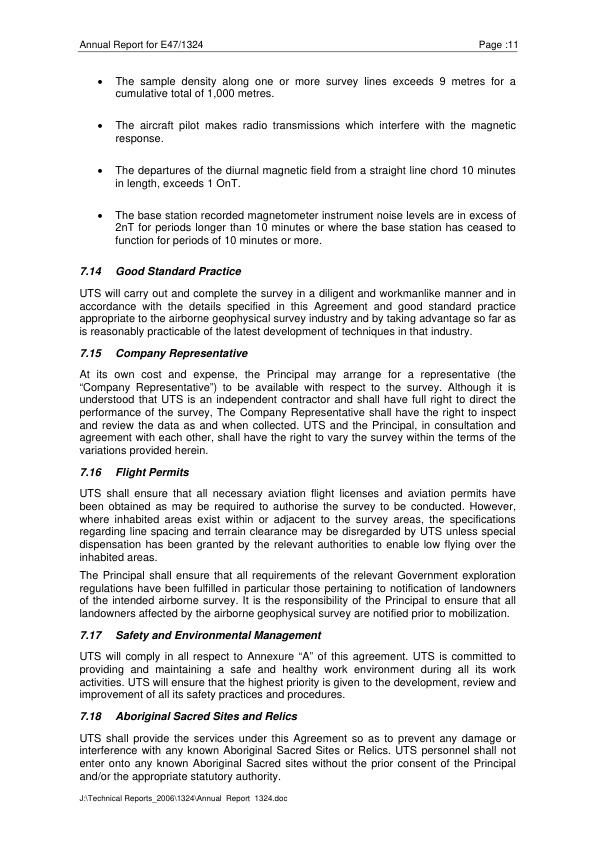 Annual Report for E47/1324 Page :11
• The sample density along one or more survey lines exceeds 9 metres for a
cumulative total of 1,000 metres.
• The aircraft pilot makes radio transmissions which interfere with the magnetic
response.
• The departures of the diurnal magnetic field from a straight line chord 10 minutes
in length, exceeds 1 OnT.
• The base station recorded magnetometer instrument noise levels are in excess of
2nT for periods longer than 10 minutes or where the base station has ceased to
function for periods of 10 minutes or more.
7.14 Good Standard Practice
UTS will carry out and complete the survey in a diligent and workmanlike manner and in
accordance with the details specified in this Agreement and good standard practice
appropriate to the airborne geophysical survey industry and by taking advantage so far as
is reasonably practicable of the latest development of techniques in that industry.
7.15 Company Representative
At its own cost and expense, the Principal may arrange for a representative (the
“Company Representative”) to be available with respect to the survey. Although it is
understood that UTS is an independent contractor and shall have full right to direct the
performance of the survey, The Company Representative shall have the right to inspect
and review the data as and when collected. UTS and the Principal, in consultation and
agreement with each other, shall have the right to vary the survey within the terms of the
variations provided herein.
7.16 Flight Permits
UTS shall ensure that all necessary aviation flight licenses and aviation permits have
been obtained as may be required to authorise the survey to be conducted. However,
where inhabited areas exist within or adjacent to the survey areas, the specifications
regarding line spacing and terrain clearance may be disregarded by UTS unless special
dispensation has been granted by the relevant authorities to enable low flying over the
inhabited areas.
The Principal shall ensure that all requirements of the relevant Government exploration
regulations have been fulfilled in particular those pertaining to notification of landowners
of the intended airborne survey. It is the responsibility of the Principal to ensure that all
landowners affected by the airborne geophysical survey are notified prior to mobilization.
7.17 Safety and Environmental Management
UTS will comply in all respect to Annexure “A” of this agreement. UTS is committed to
providing and maintaining a safe and healthy work environment during all its work
activities. UTS will ensure that the highest priority is given to the development, review and
improvement of all its safety practices and procedures.
7.18 Aboriginal Sacred Sites and Relics
UTS shall provide the services under this Agreement so as to prevent any damage or
interference with any known Aboriginal Sacred Sites or Relics. UTS personnel shall not
enter onto any known Aboriginal Sacred sites without the prior consent of the Principal
and/or the appropriate statutory authority.
J:\Technical Reports_2006\1324\Annual Report 1324.doc